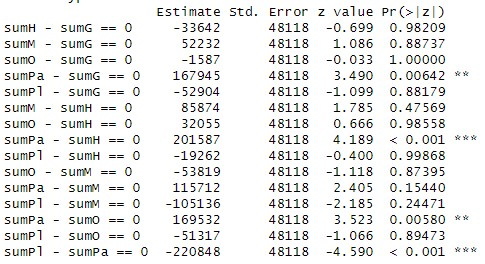 Estimate Std. Error z value Pr(>|z|)
sumH - sumG == 0 -33642 48118 -0.699 0.98209
sumM - sumG == 0 52232 48118 1.086 0.88737
sumO - sumG == 0 -1587 48118 -0.033 1.00000
sumPa - sumG == 0 167945 48118 3.490 0.00642 **
sumPl - sumG == 0 -52904 48118 -1.099 0.88179
sumM - sumH == 0 85874 48118 1.785 0.47569
sumO - sumH == 0 32055 48118 0.666 0.98558
sumPa - sumH == 0 201587 48118 4.189 < 0.001 ***
sumPl - sumH == 0 -19262 48118 -0.400 0.99868
sumO - sumM == 0 -53819 48118 -1.118 0.87395
sumPa - sumM == 0 115712 48118 2.405 0.15440
sumPl - sumM == 0 -105136 48118 -2.185 0.24471
sumPa - sumO == 0 169532 48118 3.523 0.00580 **
sumPl - sumO == 0 -51317 48118 -1.066 0.89473
sumPl - sumPa == 0 -220848 48118 -4.590 < 0.001 ***